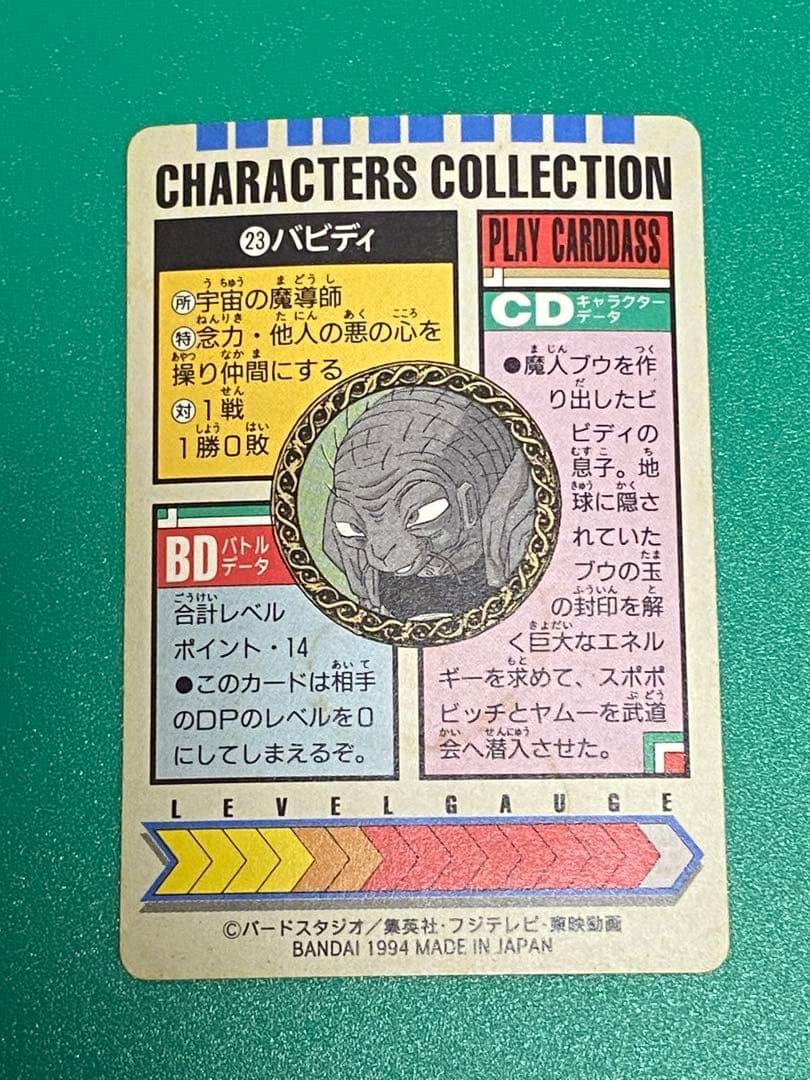 CHARACTERS COLLECTION
㉓バビディ
㊟宇宙の魔導師
㊕念力・他人の悪の心を
操り仲間にする
対1戦
1勝0敗
BDバトル
データ
合計レベル
ポイント・14
●このカードは相手
のDPのレベルを0
にしてしまえるぞ。
PLAY CARDDASS
CDキャラクター
データ
●魔人ブウを作
り出したビ
ビディの
息子。地
球に隠さ
れていた
ブウの玉
の封印を解
く巨大なエネル
ギーを求めて、スポポ
ビッチとヤムーを武道
会へ潜入させた。
LEVEL GAUGE
©バードスタジオ／集英社・フジテレビ・東映動画
BANDAI 1994 MADE IN JAPAN